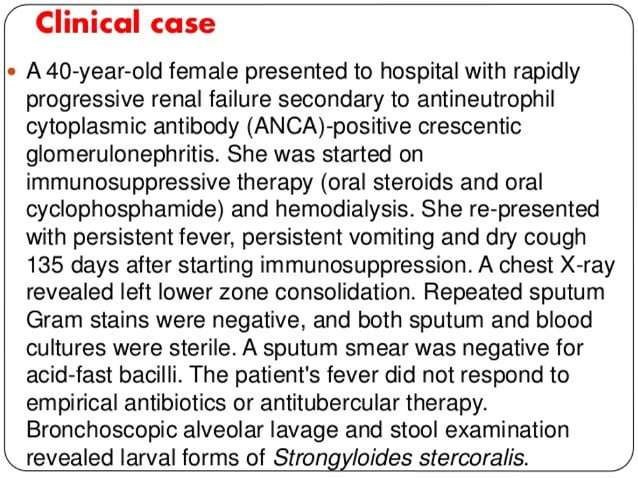 Clinical case
• A 40-year-old female presented to hospital with rapidly
progressive renal failure secondary to antineutrophil
cytoplasmic antibody (ANCA)-positive crescentic
glomerulonephritis. She was started on
immunosuppressive therapy (oral steroids and oral
cyclophosphamide) and hemodialysis. She re-presented
with persistent fever, persistent vomiting and dry cough
135 days after starting immunosuppression. A chest X-ray
revealed left lower zone consolidation. Repeated sputum
Gram stains were negative, and both sputum and blood
cultures were sterile. A sputum smear was negative for
acid-fast bacilli. The patient's fever did not respond to
empirical antibiotics or antitubercular therapy.
Bronchoscopic alveolar lavage and stool examination
revealed larval forms of Strongyloides stercoralis.